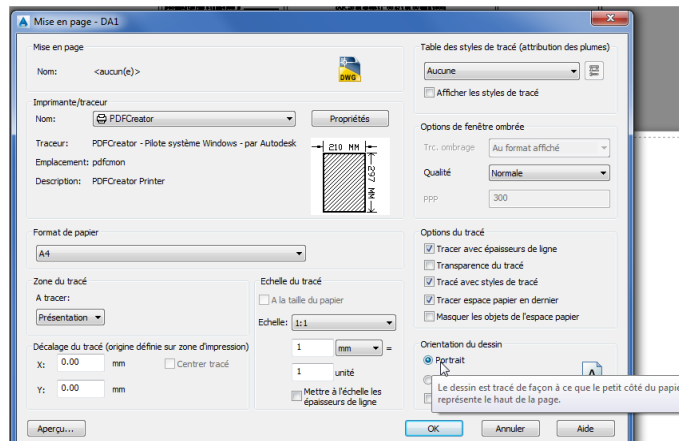 Mise en page - DA1
Mise en page
Nom: <aucun(e)>
DWG
Imprimante/traceur
Nom: PDFCreator
Propriétés
Traceur: PDFCreator - Pilote système Windows - par Autodesk
Emplacement: pdfcmon
Description: PDFCreator Printer
210 MM
297 MM
Format de papier
A4
Zone du tracé
A tracer:
Présentation
Echelle du tracé
A la taille du papier
Echelle: 1:1
1 mm =
1 unité
Mettre à l'échelle les
épaisseurs de ligne
Décalage du tracé (origine définie sur zone d'impression)
X: 0.00 mm
Centrer tracé
Y: 0.00 mm
Table des styles de tracé (attribution des plumes)
Aucune
Afficher les styles de tracé
Options de fenêtre ombrée
Trc. ombrage Au format affiché
Qualité Normale
PPP 300
Options du tracé
Tracer avec épaisseurs de ligne
Transparence du tracé
Tracé avec styles de tracé
Tracer espace papier en dernier
Masquer les objets de l'espace papier
Orientation du dessin
Portrait
Le dessin est tracé de façon à ce que le petit côté du papie
représente le haut de la page.
Aperçu...
OK
Annuler
Aide